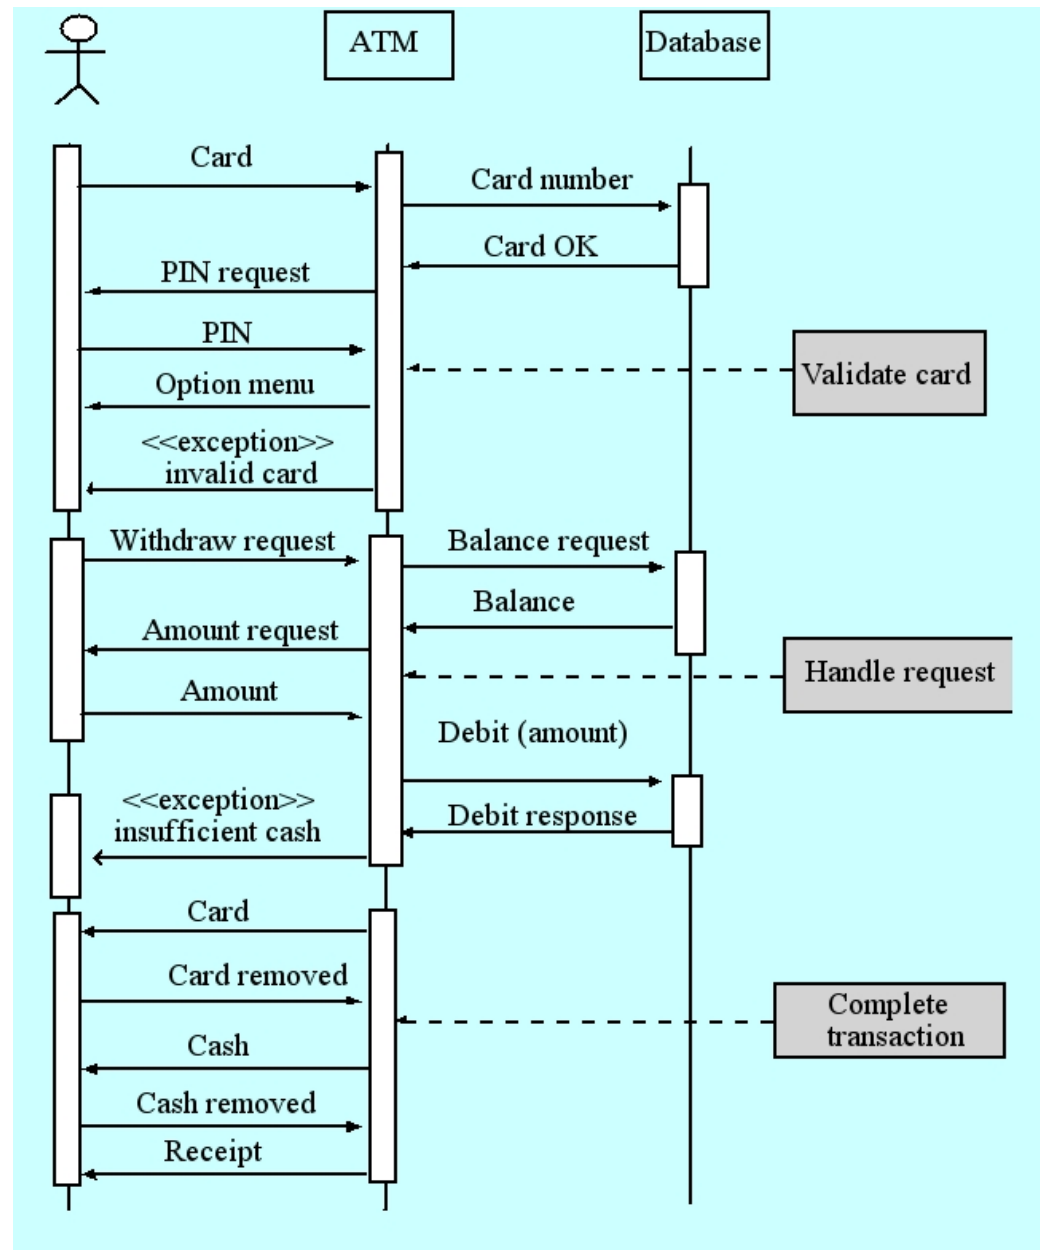 ATM
Database
Card
Card number
Card OK
PIN request
PIN
Validate card
Option menu
<<exception>>
invalid card
Withdraw request
Balance request
Balance
Amount request
Handle request
Amount
Debit (amount)
<<exception>>
insufficient cash
Debit response
Card
Card removed
Complete
transaction
Cash
Cash removed
Receipt